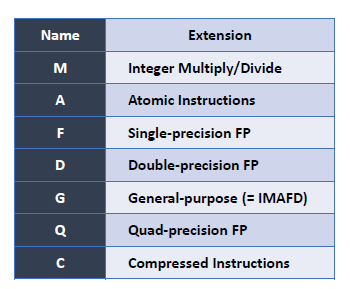 Name Extension
M Integer Multiply/Divide
A Atomic Instructions
F Single-precision FP
D Double-precision FP
G General-purpose (= IMAFD)
Q Quad-precision FP
C Compressed Instructions